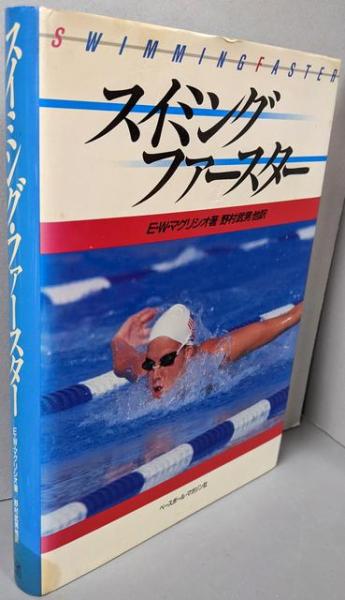 SWIMMING FASTER
スイミング
ファースター
E・W・マグリシオ著 野村武男他訳
ベースボール・マガジン社
スイミング・ファースター
E・W・マグリシオ著 野村武男他訳